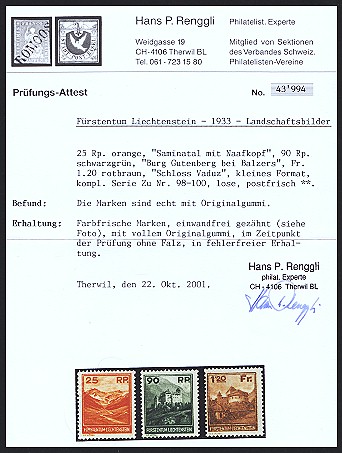 NON-POST
Hans P. Renggli
Philatelist. Experte
Weidgasse 19
CH - 4106 Therwil BL
Tel. 061 - 723 15 80
Mitglied von Sektionen
des Verbandes Schweiz.
Philatelisten-Vereine
Prüfungs-Attest
No. 43'994
Fürstentum Liechtenstein - 1933 - Landschaftsbilder
25 Rp. orange, "Saminatal mit Naafkopf", 90 Rp.
schwarzgrün, "Burg Gutenberg bei Balzers", Fr.
1.20 rotbraun, "Schloss Vaduz", kleines Format,
kompl. Serie Zu Nr. 98-100, lose, postfrisch **.
Befund: Die Marken sind echt mit Originalgummi.
Erhaltung: Farbfrische Marken, einwandfrei gezähnt (siehe
Foto), mit vollem Originalgummi, im Zeitpunkt
der Prüfung ohne Falz, in fehlerfreier Erhal-
tung.
Hans P. Renggli
philat. Experte
CH - 4106 Therwil BL
Therwil, den 22. Okt. 2001.
25 RP.
FÜRSTENTUM LIECHTENSTEIN
90 RP.
FÜRSTENTUM LIECHTENSTEIN
1.20 Fr.
FÜRSTENTUM LIECHTENSTEIN